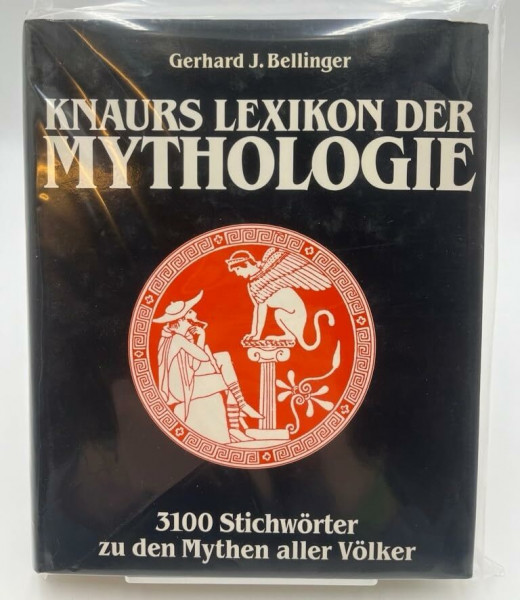 Gerhard J. Bellinger
KNAURS LEXIKON DER
MYTHOLOGIE
3100 Stichwörter
zu den Mythen aller Völker